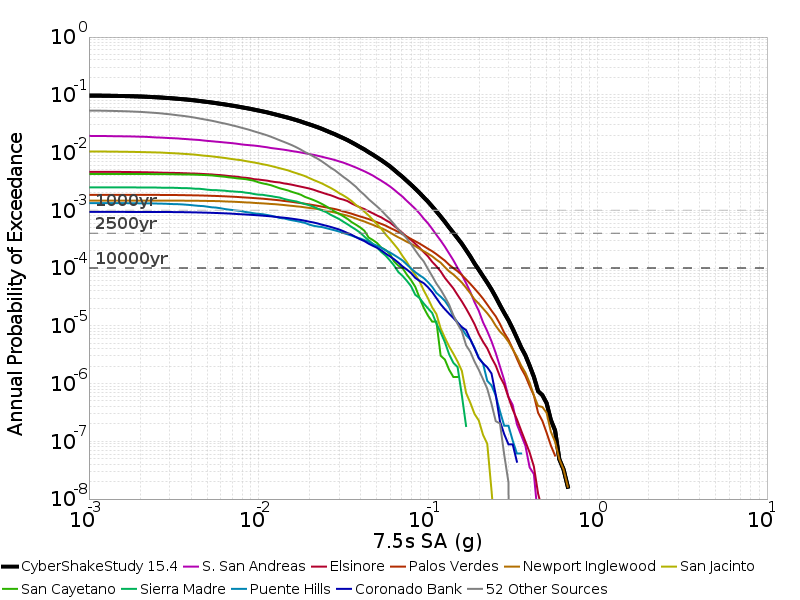 10^0
10^-1
10^-2
10^-3
10^-4
10^-5
10^-6
10^-7
10^-8
Annual Probability of Exceedance
1000yr
2500yr
10000yr
10^-3 10^-2 10^-1 10^0 10^1
7.5s SA (g)
CyberShakeStudy 15.4 S. San Andreas Elsinore Palos Verdes Newport Inglewood San Jacinto
San Cayetano Sierra Madre Puente Hills Coronado Bank 52 Other Sources